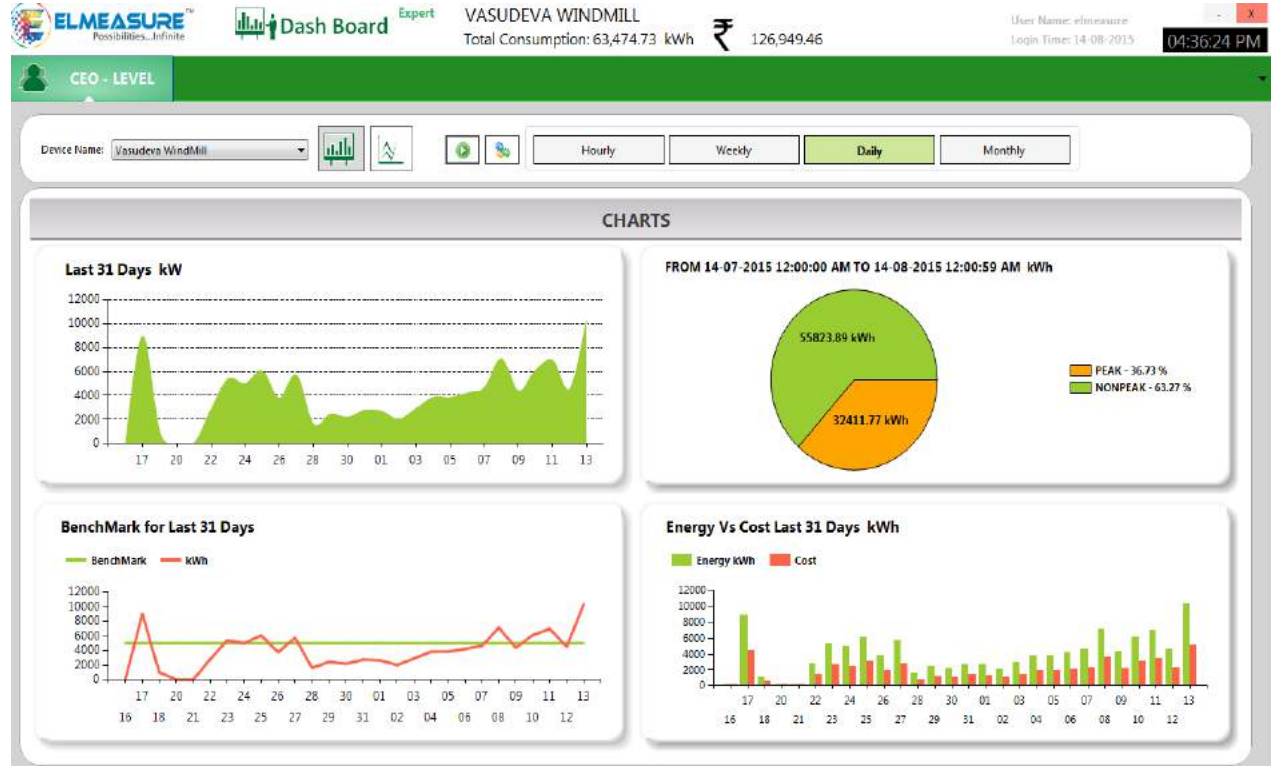 ELMEASURE™
Possibilities...Infinite
Dash Board Expert
VASUDEVA WINDMILL
Total Consumption: 63,474.73 kWh ₹ 126,949.46
User Name: elmeasure
Login Time: 14-08-2015
- X
04:36:24 PM
CEO - LEVEL
Device Name: Vasudeva WindMill Hourly Weekly Daily Monthly
CHARTS
Last 31 Days kW
12000
10000
8000
6000
4000
2000
0
17 20 22 24 26 28 30 01 03 05 07 09 11 13
FROM 14-07-2015 12:00:00 AM TO 14-08-2015 12:00:59 AM kWh
55823.89 kWh
32411.77 kWh
PEAK - 36.73 %
NONPEAK - 63.27 %
BenchMark for Last 31 Days
BenchMark kWh
12000
10000
8000
6000
4000
2000
0
17 20 22 24 26 28 30 01 03 05 07 09 11 13
16 18 21 23 25 27 29 31 02 04 06 08 10 12
Energy Vs Cost Last 31 Days kWh
Energy kWh Cost
12000
10000
8000
6000
4000
2000
0
17 20 22 24 26 28 30 01 03 05 07 09 11 13
16 18 21 23 25 27 29 31 02 04 06 08 10 12